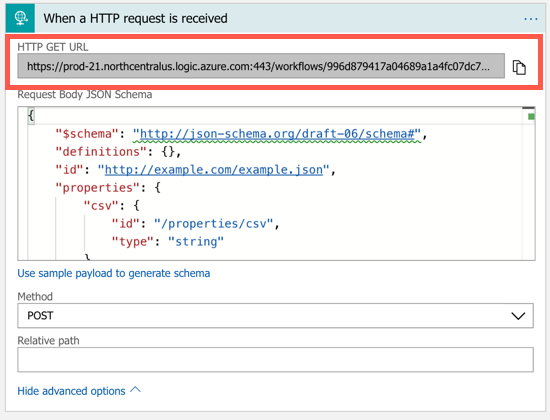 When a HTTP request is received
...
HTTP GET URL
https://prod-21.northcentralus.logic.azure.com:443/workflows/996d879417a04689a1a4fc07dc7...
Request Body JSON Schema
{
"$schema": "http://json-schema.org/draft-06/schema#",
"definitions": {},
"id": "http://example.com/example.json",
"properties": {
"csv": {
"id": "/properties/csv",
"type": "string"
}
Use sample payload to generate schema
Method
POST
Relative path
Hide advanced options